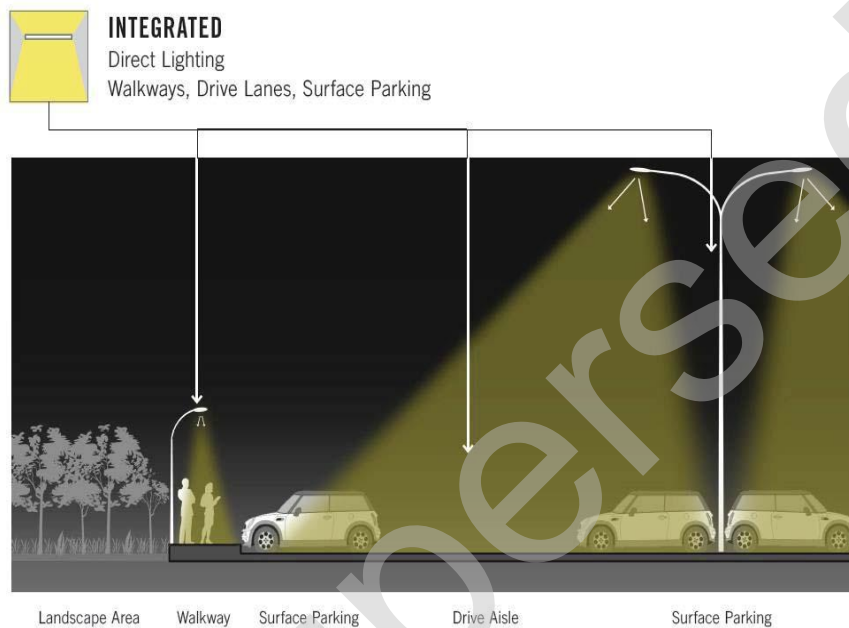 INTEGRATED
Direct Lighting
Walkways, Drive Lanes, Surface Parking
Landscape Area Walkway Surface Parking Drive Aisle Surface Parking